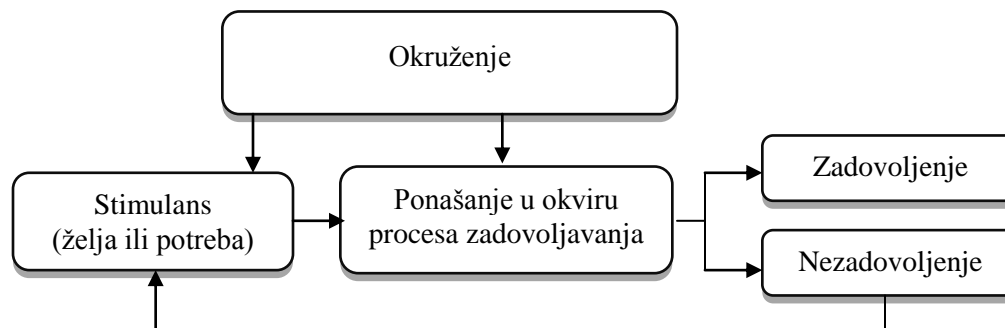 Okruženje
Stimulans
(želja ili potreba)
Ponašanje u okviru
procesa zadovoljavanja
Zadovoljenje
Nezadovoljenje